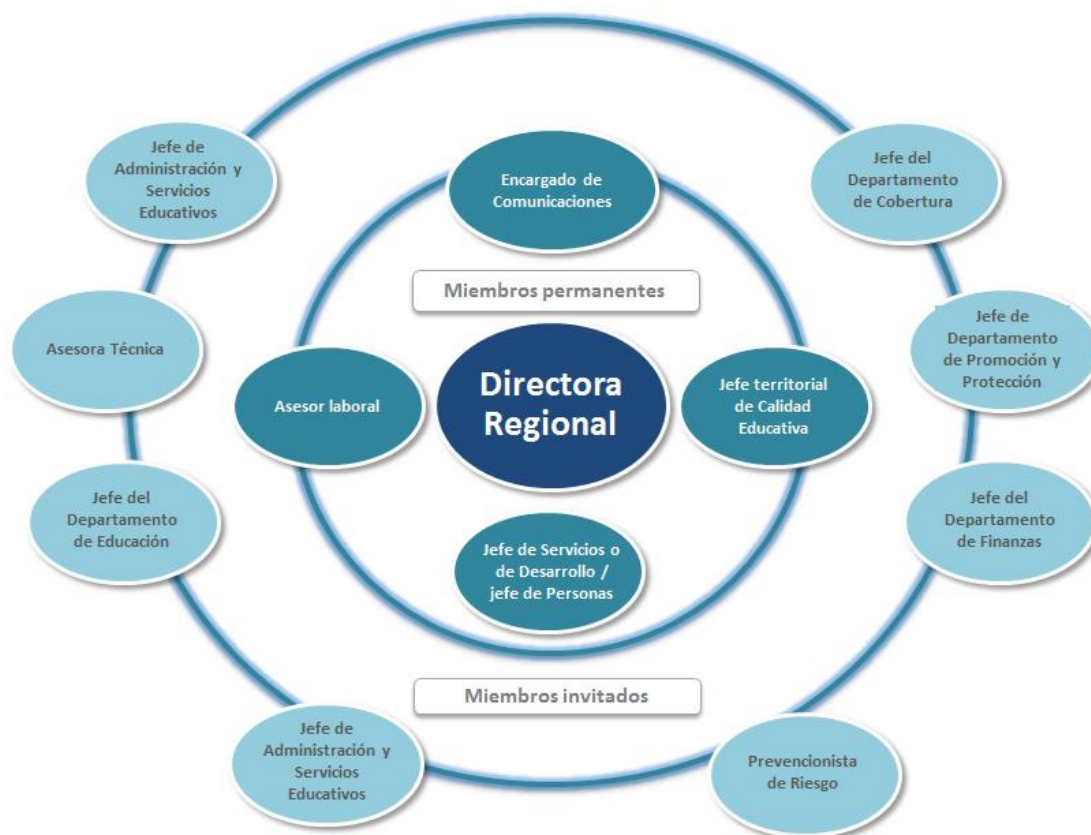 Jefe de
Administración y
Servicios
Educativos
Encargado de
Comunicaciones
Jefe del
Departamento
de Cobertura
Miembros permanentes
Asesora Técnica
Jefe de
Departamento
de Promoción y
Protección
Directora
Regional
Asesor laboral
Jefe territorial
de Calidad
Educativa
Jefe del
Departamento
de Educación
Jefe del
Departamento
de Finanzas
Jefe de Servicios o
de Desarrollo /
jefe de Personas
Miembros invitados
Jefe de
Administración y
Servicios
Educativos
Prevencionista
de Riesgo